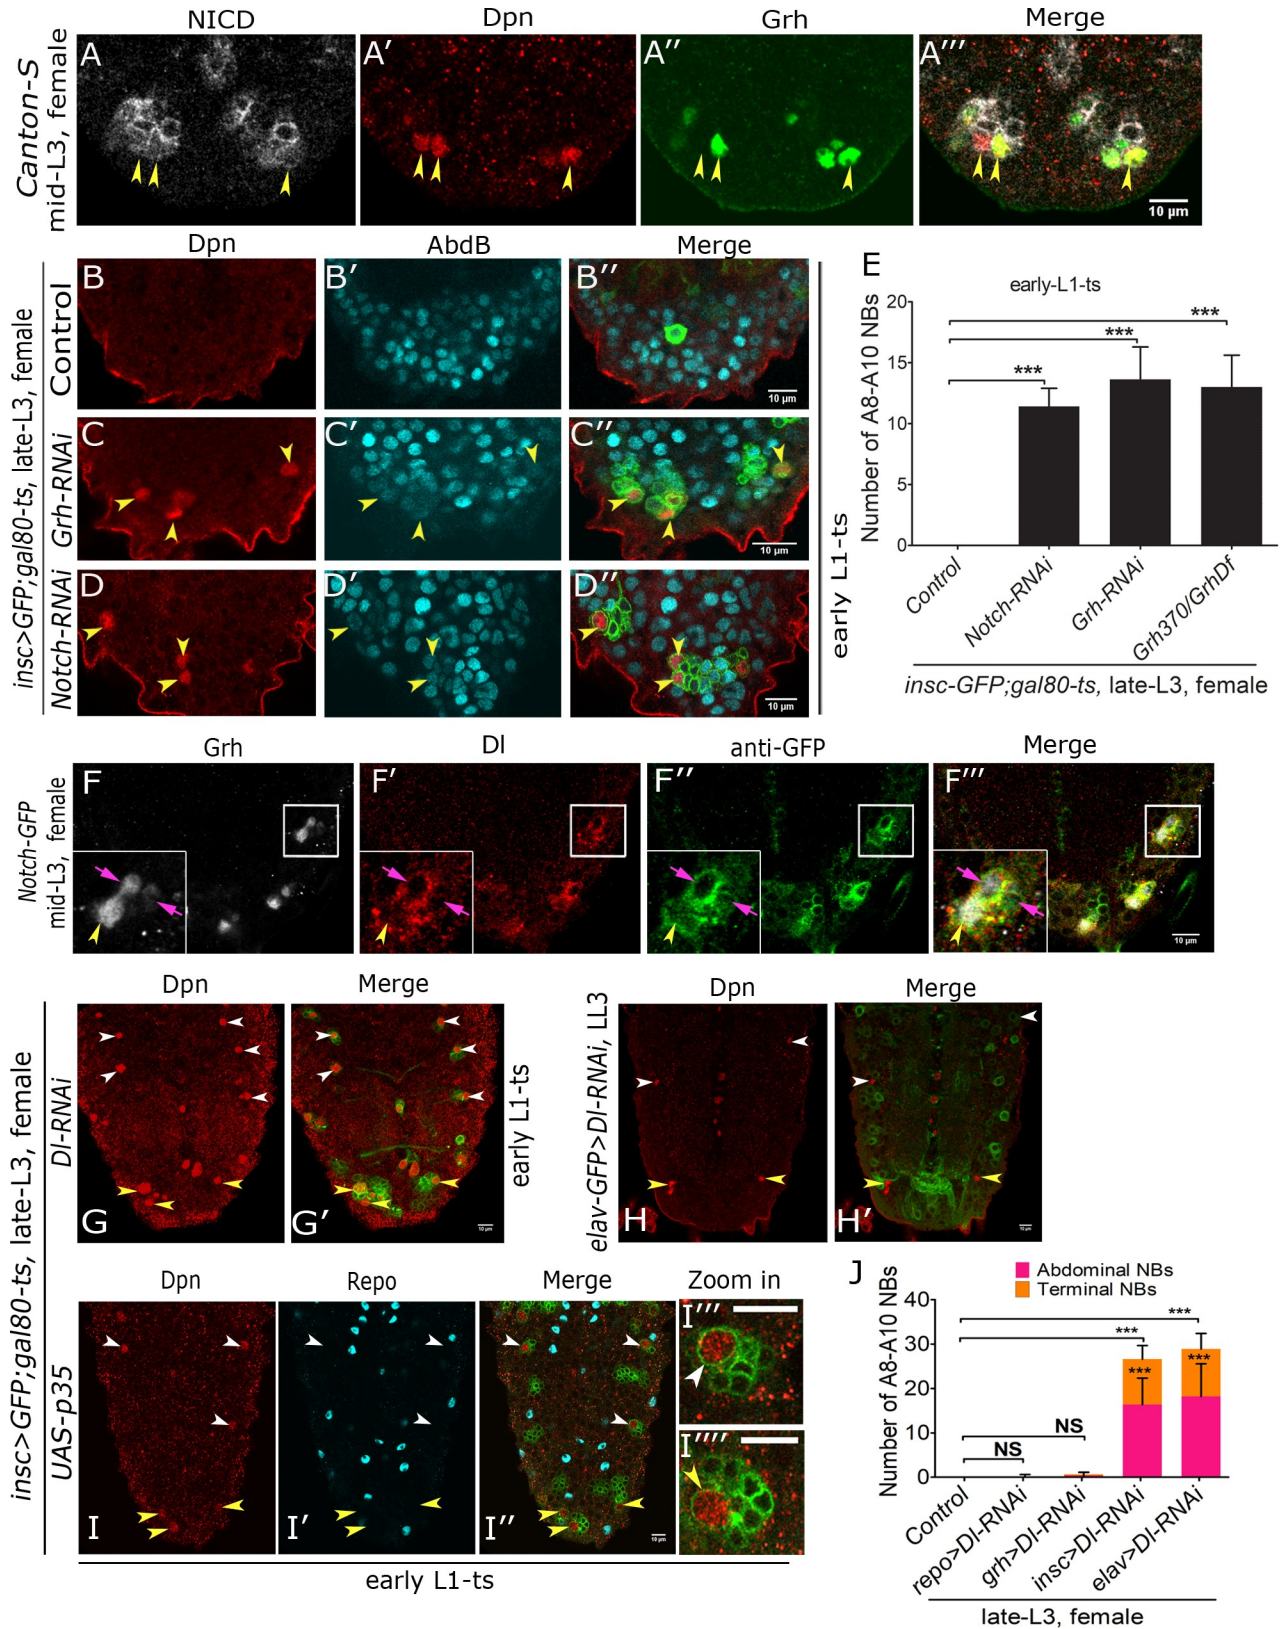 NICD Dpn Grh Merge
Canton-S
mid-L3, female
A A′ A′′ A′′′
10 µm
Dpn AbdB Merge
insc>GFP;gal80-ts, late-L3, female
Control
B B′ B′′
10 µm
Grh-RNAi
C C′ C′′
10 µm
Notch-RNAi
D D′ D′′
10 µm
early L1-ts
E
early-L1-ts
Number of A8-A10 NBs
20
15
10
5
0
*** *** ***
Control Notch-RNAi Grh-RNAi Grh370/GrhDf
insc-GFP;gal80-ts, late-L3, female
Grh Dl anti-GFP Merge
Notch-GFP
mid-L3, female
F F′ F′′ F′′′
10 µm
insc>GFP;gal80-ts, late-L3, female
Dpn Merge
Dl-RNAi
G G′
10 µm
early L1-ts
Dpn Merge
elav-GFP>Dl-RNAi, LL3
H H′
10 µm
Dpn Repo Merge Zoom in
UAS-p35
I I′ I′′ I′′′
I′′′′
10 µm
early L1-ts
J
Abdominal NBs
Terminal NBs
Number of A8-A10 NBs
40
30
20
10
0
NS NS *** *** *** ***
Control repo>Dl-RNAi grh>Dl-RNAi insc>Dl-RNAi elav>Dl-RNAi
late-L3, female